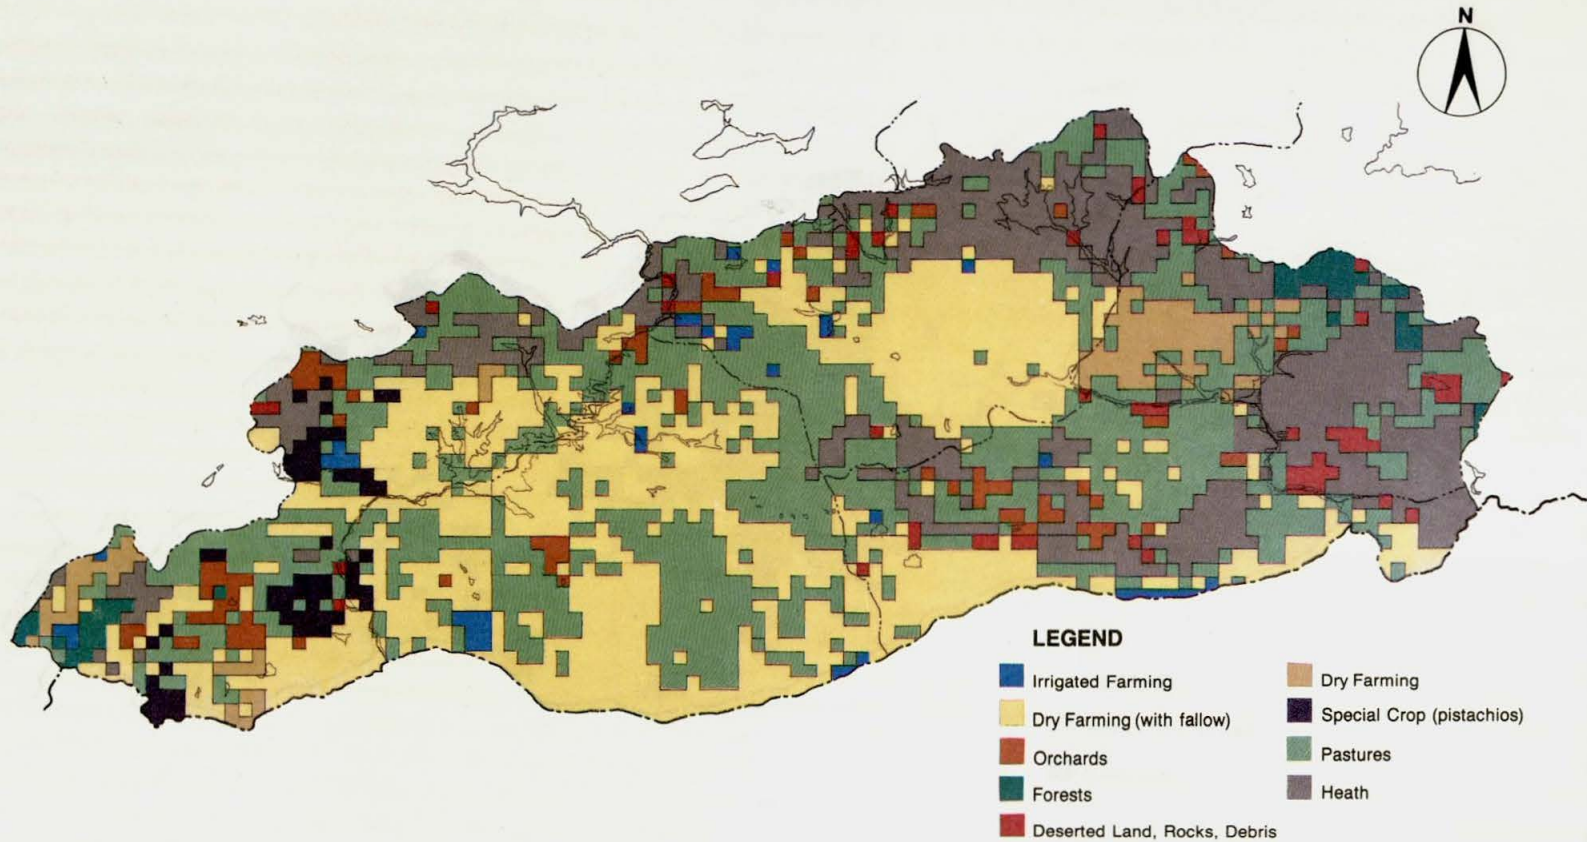 N
LEGEND
Irrigated Farming
Dry Farming (with fallow)
Orchards
Forests
Deserted Land, Rocks, Debris
Dry Farming
Special Crop (pistachios)
Pastures
Heath